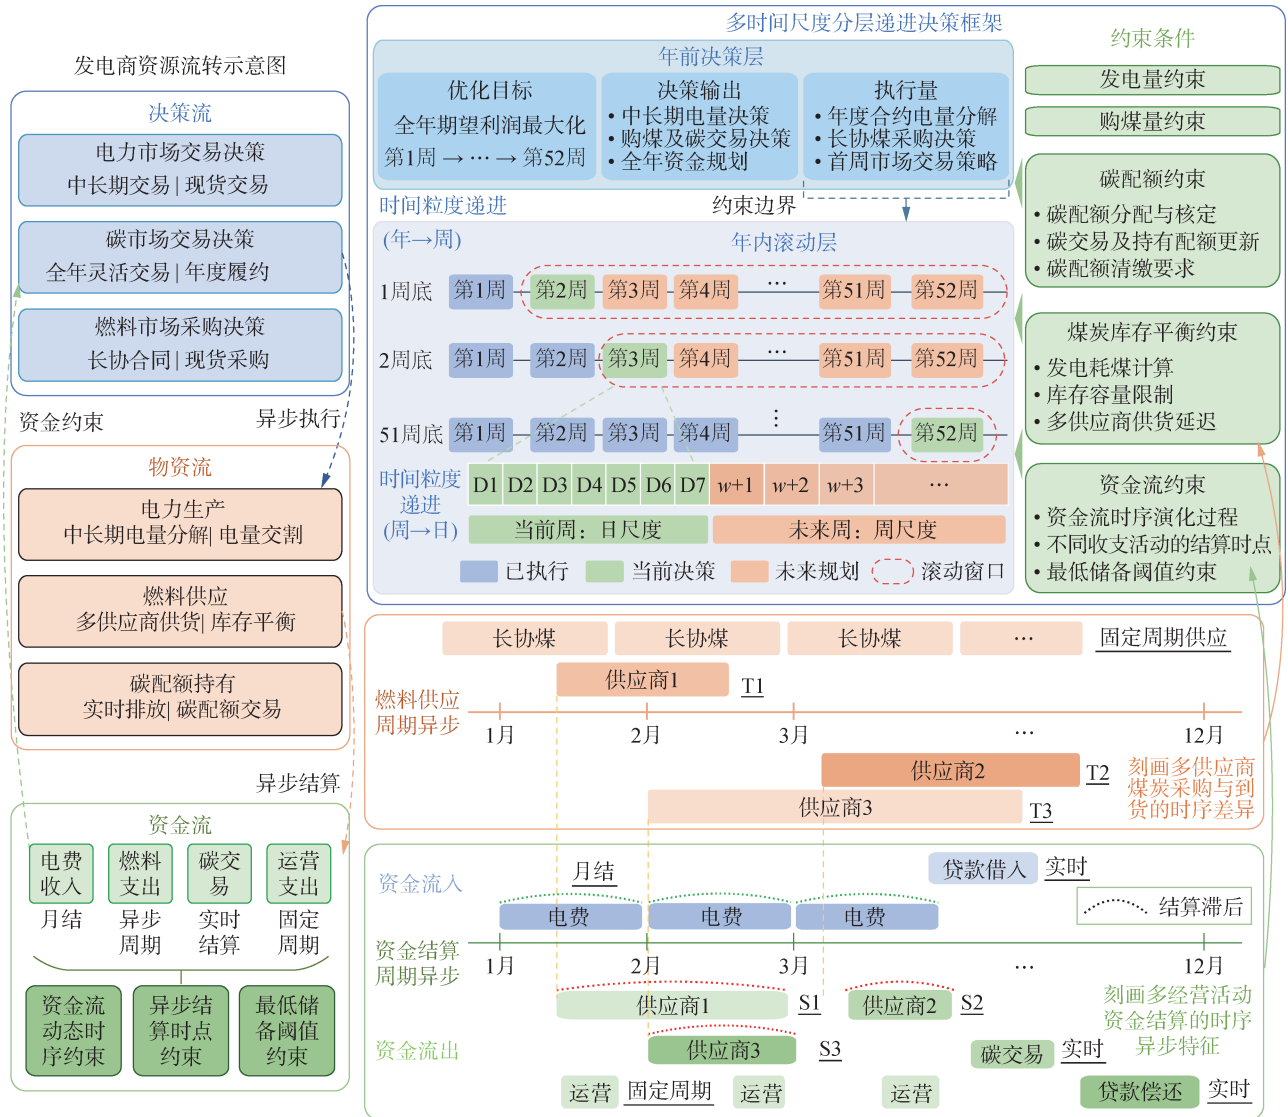 发电商资源流转示意图
决策流
电力市场交易决策
中长期交易 | 现货交易
碳市场交易决策
全年灵活交易 | 年度履约
燃料市场采购决策
长协合同 | 现货采购
资金约束
异步执行
物资流
电力生产
中长期电量分解| 电量交割
燃料供应
多供应商供货| 库存平衡
碳配额持有
实时排放| 碳配额交易
异步结算
资金流
电费
收入
燃料
支出
碳交
易
运营
支出
月结
异步
周期
实时
结算
固定
周期
资金流
动态时
序约束
异步结
算时点
约束
最低储
备阈值
约束
多时间尺度分层递进决策框架
年前决策层
优化目标
全年期望利润最大化
第1周 → ··· → 第52周
决策输出
• 中长期电量决策
• 购煤及碳交易决策
• 全年资金规划
执行量
• 年度合约电量分解
• 长协煤采购决策
• 首周市场交易策略
时间粒度递进
(年→周)
约束边界
年内滚动层
1周底 第1周 第2周 第3周 第4周 ··· 第51周 第52周
2周底 第1周 第2周 第3周 第4周 ··· 第51周 第52周
51周底 第1周 第2周 第3周 第4周 ⋮ 第51周 第52周
时间粒度
递进
(周→日)
D1 D2 D3 D4 D5 D6 D7 w+1 w+2 w+3 ···
当前周：日尺度 未来周：周尺度
已执行 当前决策 未来规划 滚动窗口
约束条件
发电量约束
购煤量约束
碳配额约束
• 碳配额分配与核定
• 碳交易及持有配额更新
• 碳配额清缴要求
煤炭库存平衡约束
• 发电耗煤计算
• 库存容量限制
• 多供应商供货延迟
资金流约束
• 资金流时序演化过程
• 不同收支活动的结算时点
• 最低储备阈值约束
长协煤 长协煤 长协煤 ··· 固定周期供应
供应商1 T1
燃料供应
周期异步
1月 2月 3月 ··· 12月
供应商2 T2
供应商3 T3
刻画多供应商
煤炭采购与到
货的时序差异
资金流入
月结
贷款借入 实时
电费 电费 电费
结算滞后
资金结算
周期异步
1月 2月 3月 ··· 12月
供应商1 S1 供应商2 S2
刻画多经营活动
资金结算的时序
异步特征
资金流出
供应商3 S3
碳交易 实时
运营 固定周期 运营 运营
贷款偿还 实时